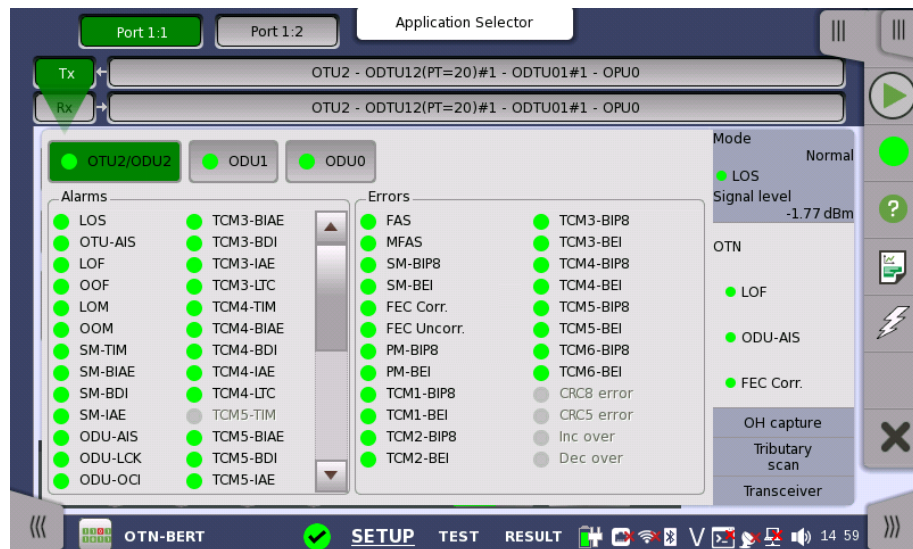 Application Selector
Port 1:1 Port 1:2
Tx OTU2 - ODTU12(PT=20)#1 - ODTU01#1 - OPU0
Rx OTU2 - ODTU12(PT=20)#1 - ODTU01#1 - OPU0
OTU2/ODU2 ODU1 ODU0
Alarms
LOS TCM3-BIAE
OTU-AIS TCM3-BDI
LOF TCM3-IAE
OOF TCM3-LTC
LOM TCM4-TIM
OOM TCM4-BIAE
SM-TIM TCM4-BDI
SM-BIAE TCM4-IAE
SM-BDI TCM4-LTC
SM-IAE TCM5-TIM
ODU-AIS TCM5-BIAE
ODU-LCK TCM5-BDI
ODU-OCI TCM5-IAE
Errors
FAS TCM3-BIP8
MFAS TCM3-BEI
SM-BIP8 TCM4-BIP8
SM-BEI TCM4-BEI
FEC Corr. TCM5-BIP8
FEC Uncorr. TCM5-BEI
PM-BIP8 TCM6-BIP8
PM-BEI TCM6-BEI
TCM1-BIP8 CRC8 error
TCM1-BEI CRC5 error
TCM2-BIP8 Inc over
TCM2-BEI Dec over
Mode
Normal
LOS
Signal level
-1.77 dBm
OTN
LOF
ODU-AIS
FEC Corr.
OH capture
Tributary
scan
Transceiver
OTN-BERT SETUP TEST RESULT V 14 59